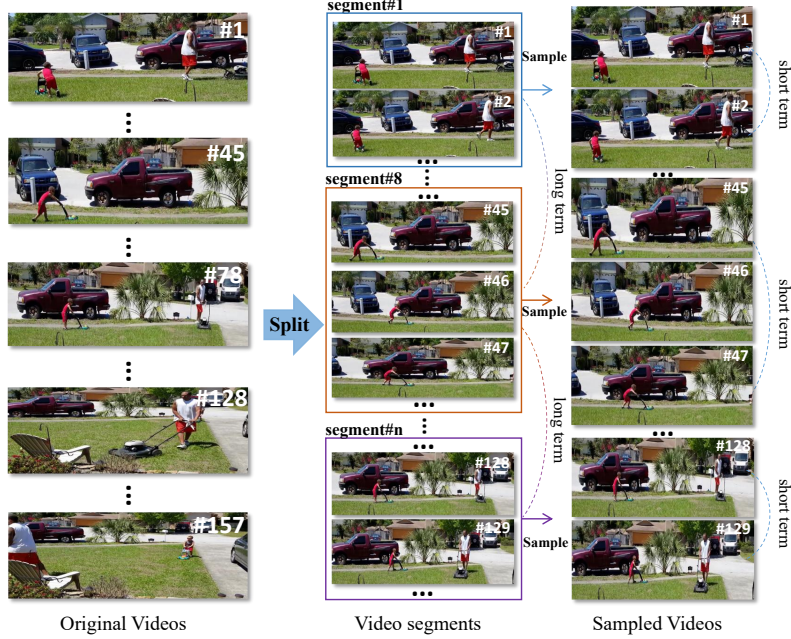 #1
#45
#78
#128
#157
Original Videos
Split
segment#1
#1
#2
segment#8
#45
#46
#47
segment#n
#128
#129
Video segments
long term
long term
Sample
Sample
Sample
#1
#2
#45
#46
#47
#128
#129
short term
short term
short term
Sampled Videos